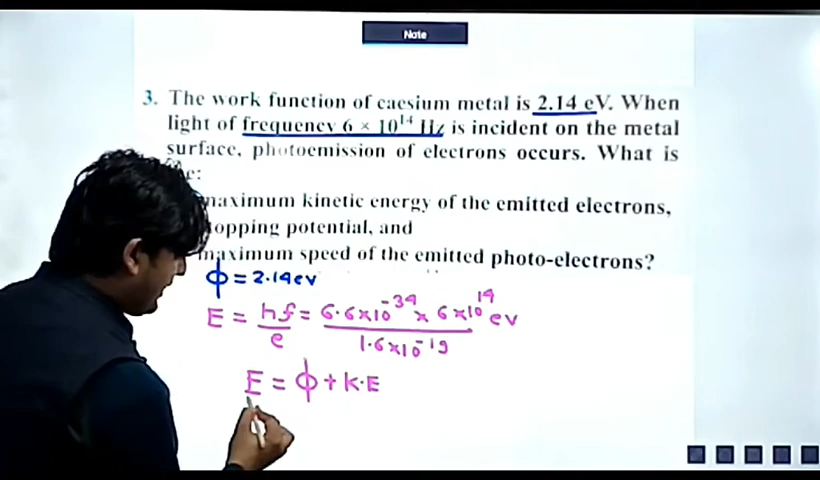 Note
3. The work function of caesium metal is 2.14 eV. When
light of frequency 6 × 10¹⁴ Hz is incident on the metal
surface, photoemission of electrons occurs. What is
maximum kinetic energy of the emitted electrons,
potential, and
maximum speed of the emitted photo-electrons?
ϕ = 2.14 ev
E = hf/e = 6.6×10⁻³⁴ × 6×10¹⁴ / 1.6×10⁻¹⁹ ev
E = ϕ + K.E